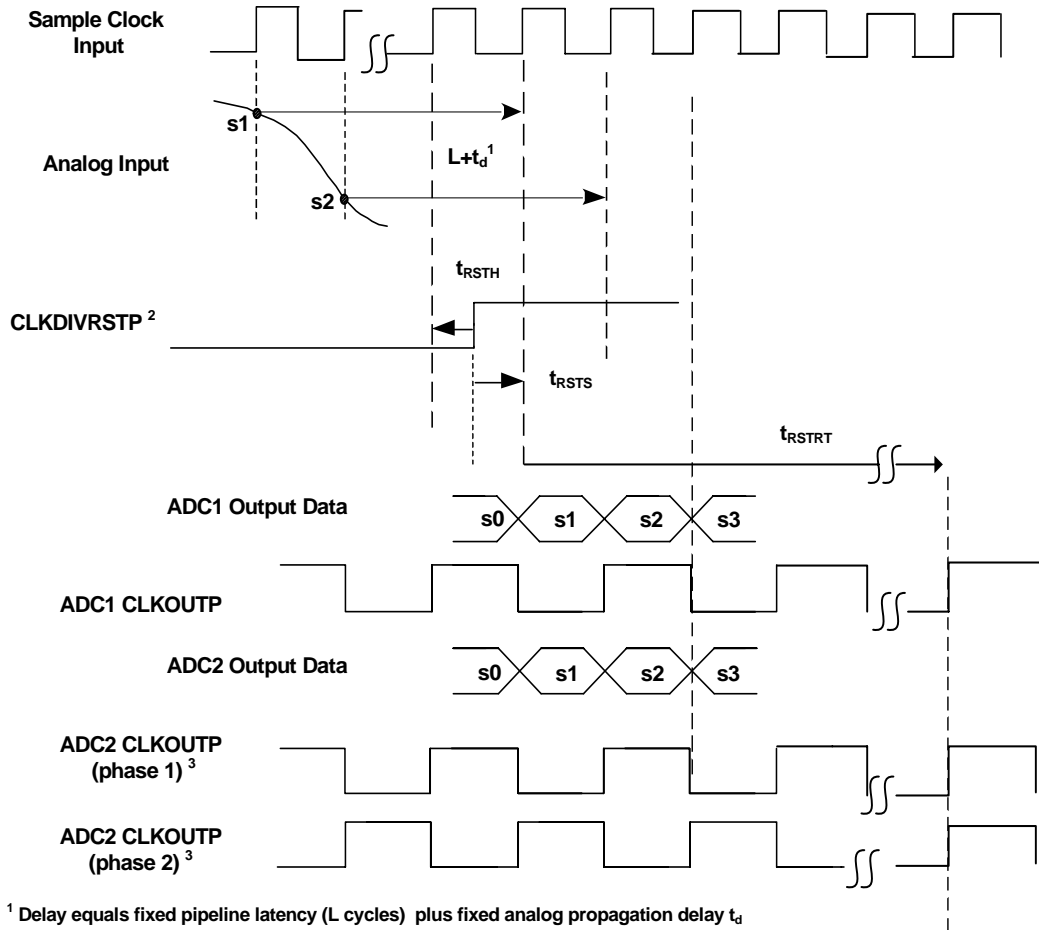 Sample Clock
Input
s1
L+td1
Analog Input
s2
tRSTH
CLKDIVRSTP 2
tRSTS
tRSTRT
ADC1 Output Data
s0 s1 s2 s3
ADC1 CLKOUTP
ADC2 Output Data
s0 s1 s2 s3
ADC2 CLKOUTP
(phase 1) 3
ADC2 CLKOUTP
(phase 2) 3
1 Delay equals fixed pipeline latency (L cycles) plus fixed analog propagation delay td